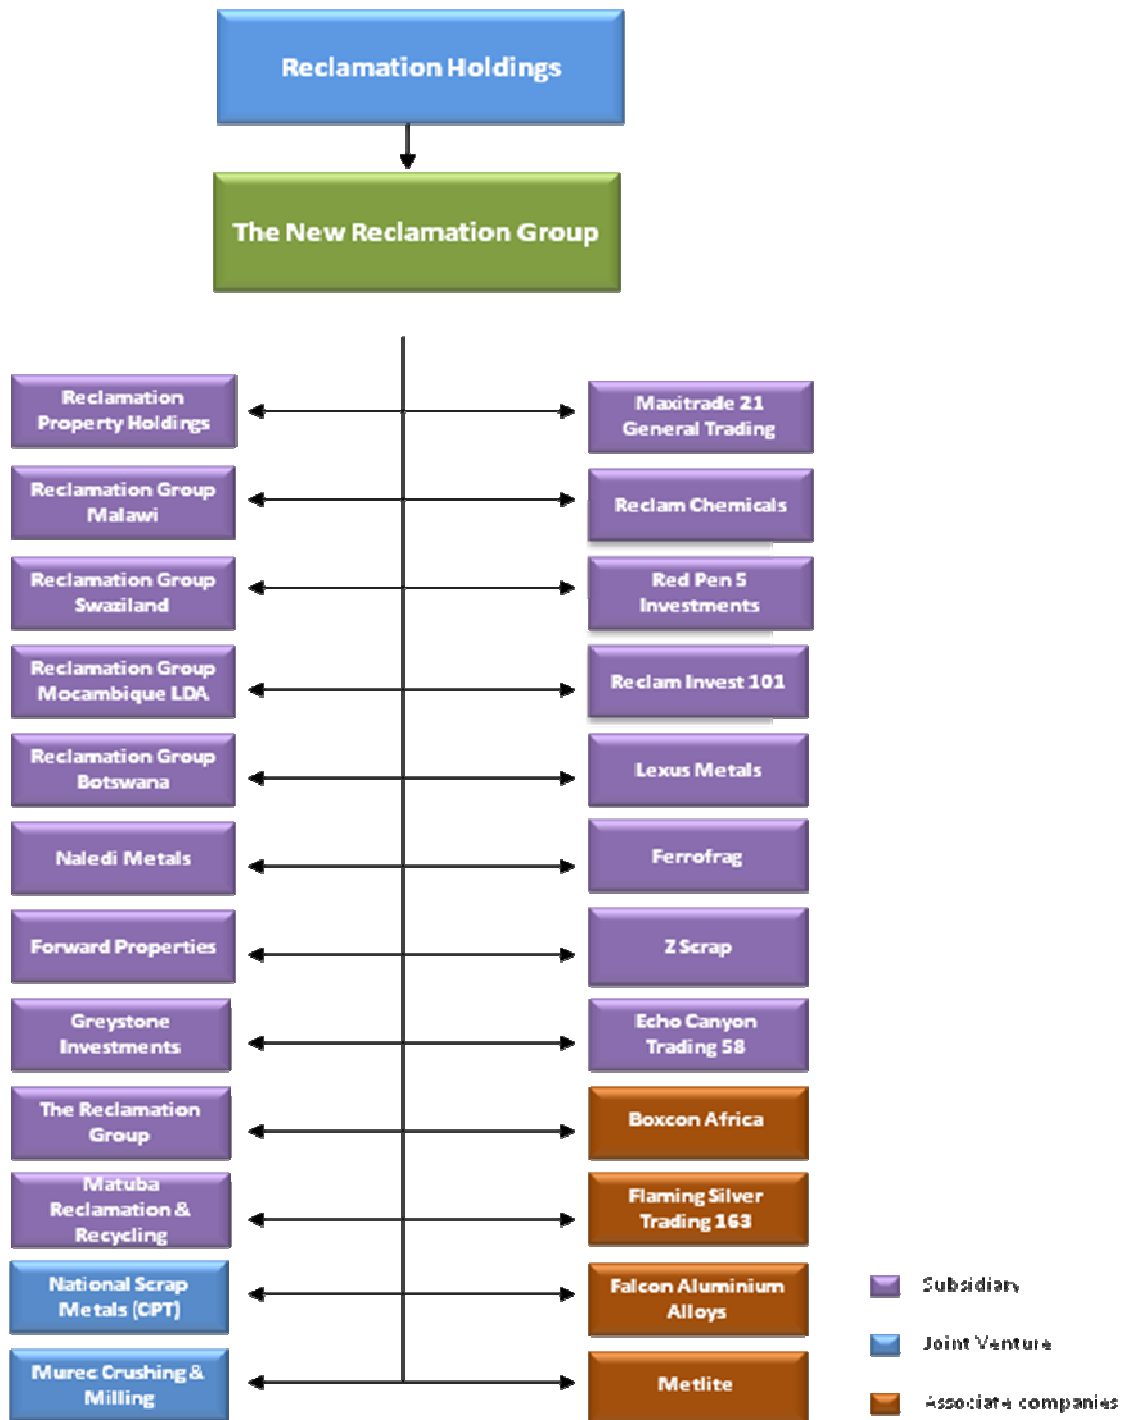 Reclamation Holdings
The New Reclamation Group
Reclamation
Property Holdings
Maxitrade 21
General Trading
Reclamation Group
Malawi
Reclam Chemicals
Reclamation Group
Swaziland
Red Pen 5
Investments
Reclamation Group
Mocambique LDA
Reclam Invest 101
Reclamation Group
Botswana
Lexus Metals
Naledi Metals
Ferrofrag
Forward Properties
Z Scrap
Greystone
Investments
Echo Canyon
Trading 58
The Reclamation
Group
Boxcon Africa
Matuba
Reclamation &
Recycling
Flaming Silver
Trading 163
National Scrap
Metals (CPT)
Falcon Aluminium
Alloys
Murec Crushing &
Milling
Metlite
Subsidiary
Joint Venture
Associate companies